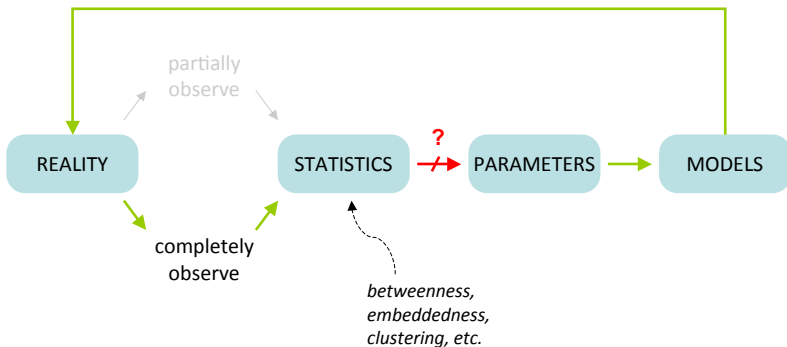 partially
observe
?
REALITY
STATISTICS
PARAMETERS
MODELS
completely
observe
betweenness,
embeddedness,
clustering, etc.